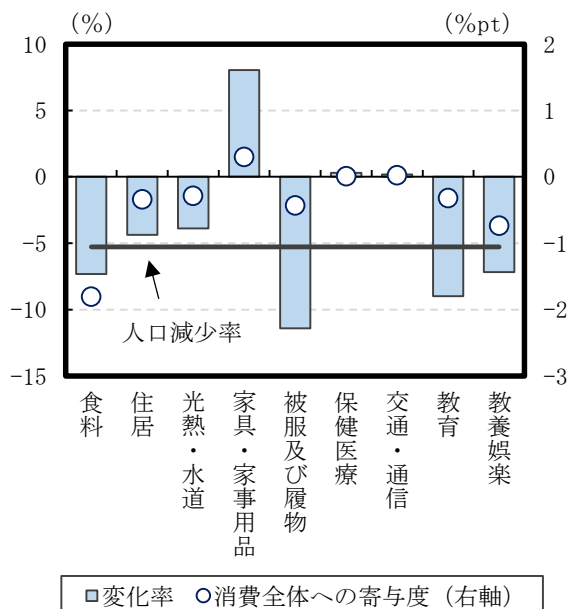 (%)
(%pt)
10
5
0
-5
-10
-15
2
1
0
-1
-2
-3
人口減少率
食料
住居
光熱・水道
家具・家事用品
被服及び履物
保健医療
交通・通信
教育
教養娯楽
変化率 消費全体への寄与度（右軸）